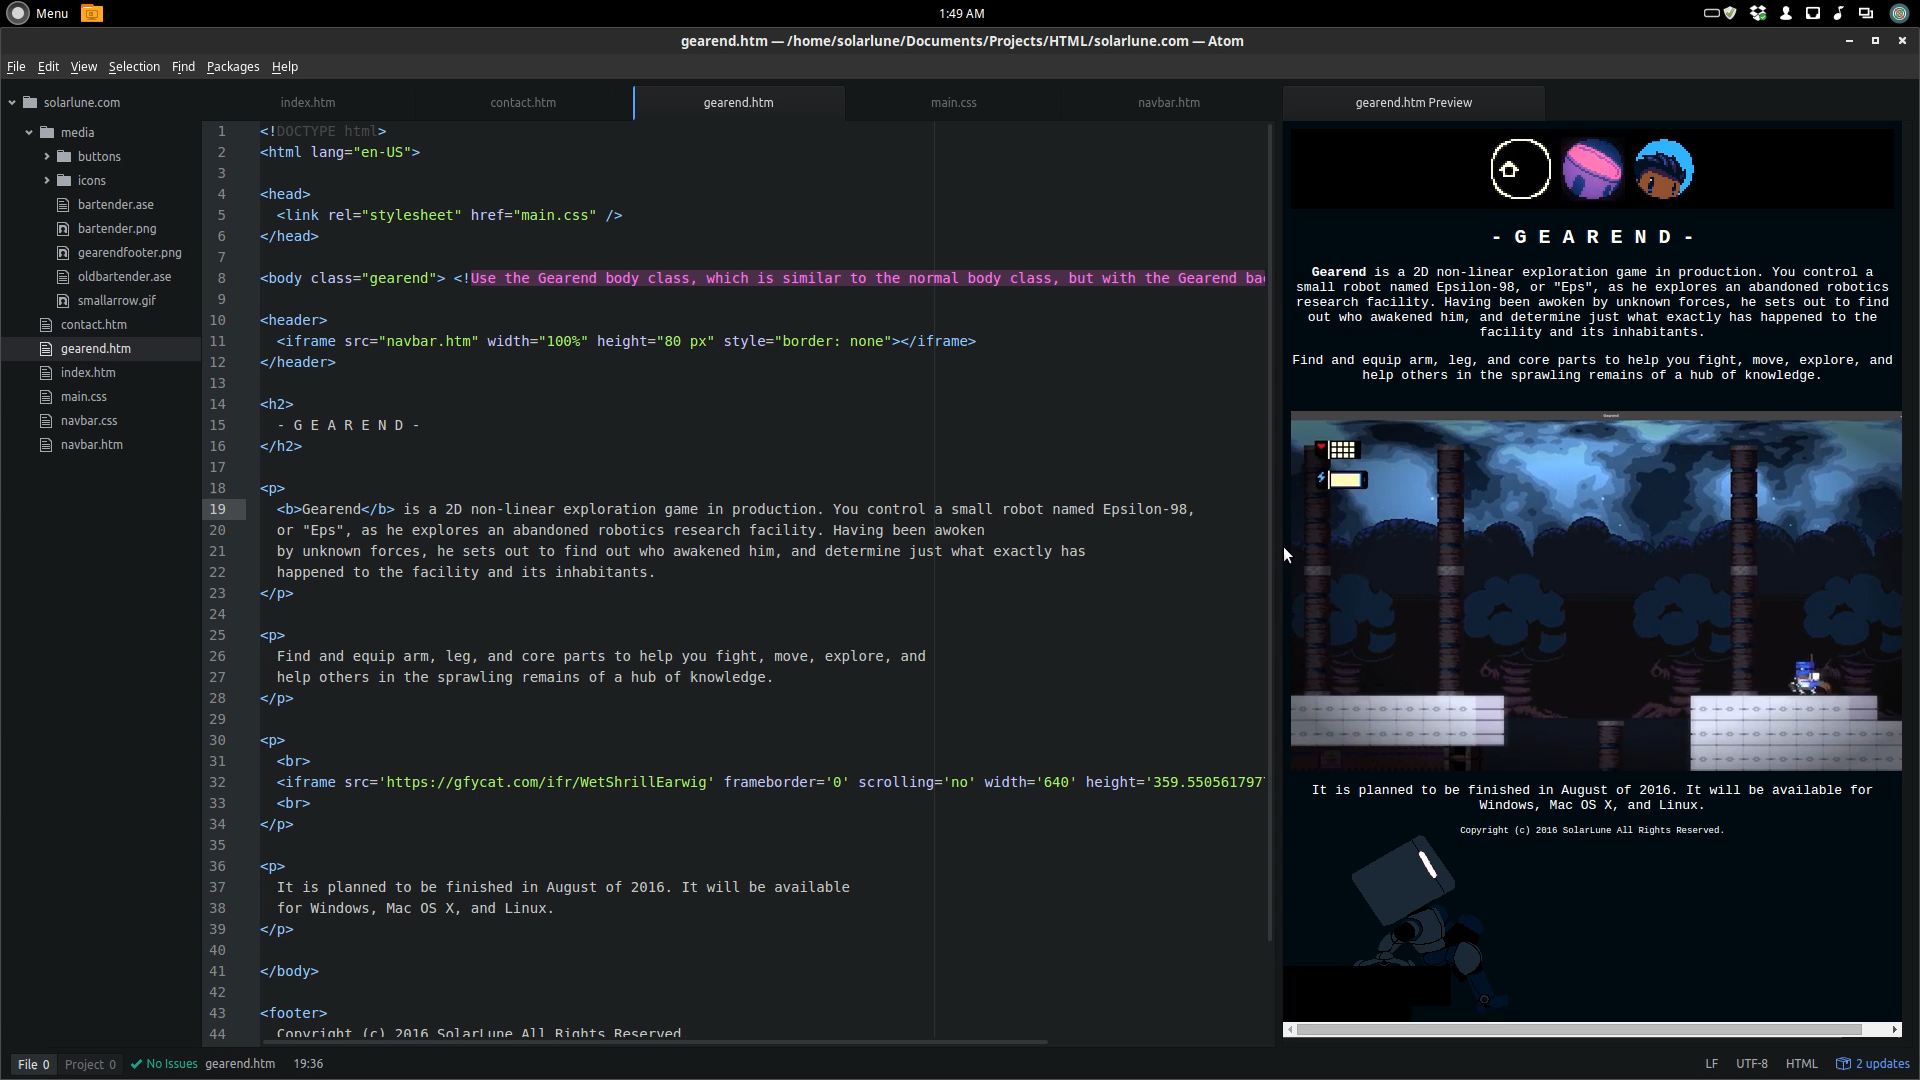 Menu
1:49 AM
gearend.htm — /home/solarlune/Documents/Projects/HTML/solarlune.com — Atom
File Edit View Selection Find Packages Help
solarlune.com
media
buttons
icons
bartender.ase
bartender.png
gearendfooter.png
oldbartender.ase
smallarrow.gif
contact.htm
gearend.htm
index.htm
main.css
navbar.css
navbar.htm
index.htm contact.htm gearend.htm main.css navbar.htm
1 <!DOCTYPE html>
2 <html lang="en-US">
3
4 <head>
5 <link rel="stylesheet" href="main.css" />
6 </head>
7
8 <body class="gearend"> <!Use the Gearend body class, which is similar to the normal body class, but with the Gearend bac
9
10 <header>
11 <iframe src="navbar.htm" width="100%" height="80 px" style="border: none"></iframe>
12 </header>
13
14 <h2>
15 - G E A R E N D -
16 </h2>
17
18 <p>
19 <b>Gearend</b> is a 2D non-linear exploration game in production. You control a small robot named Epsilon-98,
20 or "Eps", as he explores an abandoned robotics research facility. Having been awoken
21 by unknown forces, he sets out to find out who awakened him, and determine just what exactly has
22 happened to the facility and its inhabitants.
23 </p>
24
25 <p>
26 Find and equip arm, leg, and core parts to help you fight, move, explore, and
27 help others in the sprawling remains of a hub of knowledge.
28 </p>
29
30 <p>
31 <br>
32 <iframe src='https://gfycat.com/ifr/WetShrillEarwig' frameborder='0' scrolling='no' width='640' height='359.5505617977
33 <br>
34 </p>
35
36 <p>
37 It is planned to be finished in August of 2016. It will be available
38 for Windows, Mac OS X, and Linux.
39 </p>
40
41 </body>
42
43 <footer>
44 Copyright (c) 2016 SolarLune All Rights Reserved
gearend.htm Preview
- G E A R E N D -
Gearend is a 2D non-linear exploration game in production. You control a
small robot named Epsilon-98, or "Eps", as he explores an abandoned robotics
research facility. Having been awoken by unknown forces, he sets out to find
out who awakened him, and determine just what exactly has happened to the
facility and its inhabitants.
Find and equip arm, leg, and core parts to help you fight, move, explore, and
help others in the sprawling remains of a hub of knowledge.
Gearend
It is planned to be finished in August of 2016. It will be available for
Windows, Mac OS X, and Linux.
Copyright (c) 2016 SolarLune All Rights Reserved.
File 0 Project 0 No Issues gearend.htm 19:36
LF UTF-8 HTML 2 updates